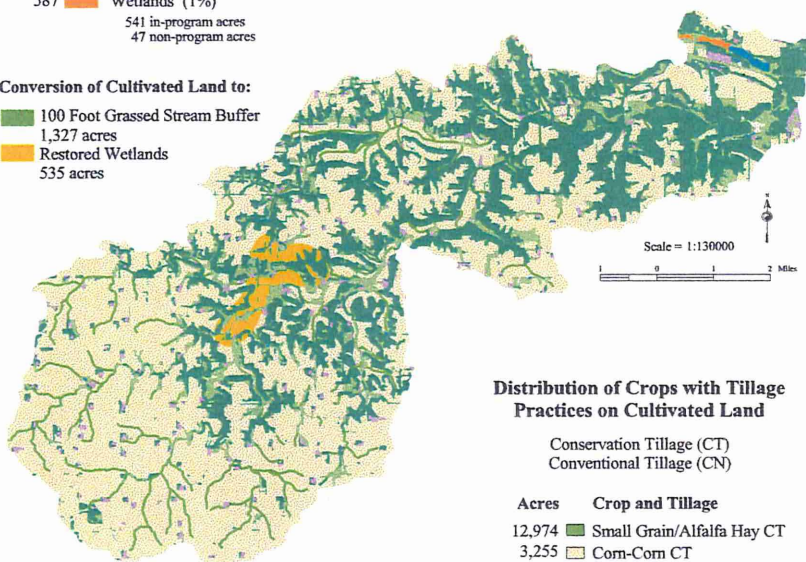 587 Wetlands (1%)
541 in-program acres
47 non-program acres
Conversion of Cultivated Land to:
100 Foot Grassed Stream Buffer
1,327 acres
Restored Wetlands
535 acres
Scale = 1:130000
1 0 1 2 Miles
Distribution of Crops with Tillage
Practices on Cultivated Land
Conservation Tillage (CT)
Conventional Tillage (CN)
Acres Crop and Tillage
12,974 Small Grain/Alfalfa Hay CT
3,255 Corn-Corn CT